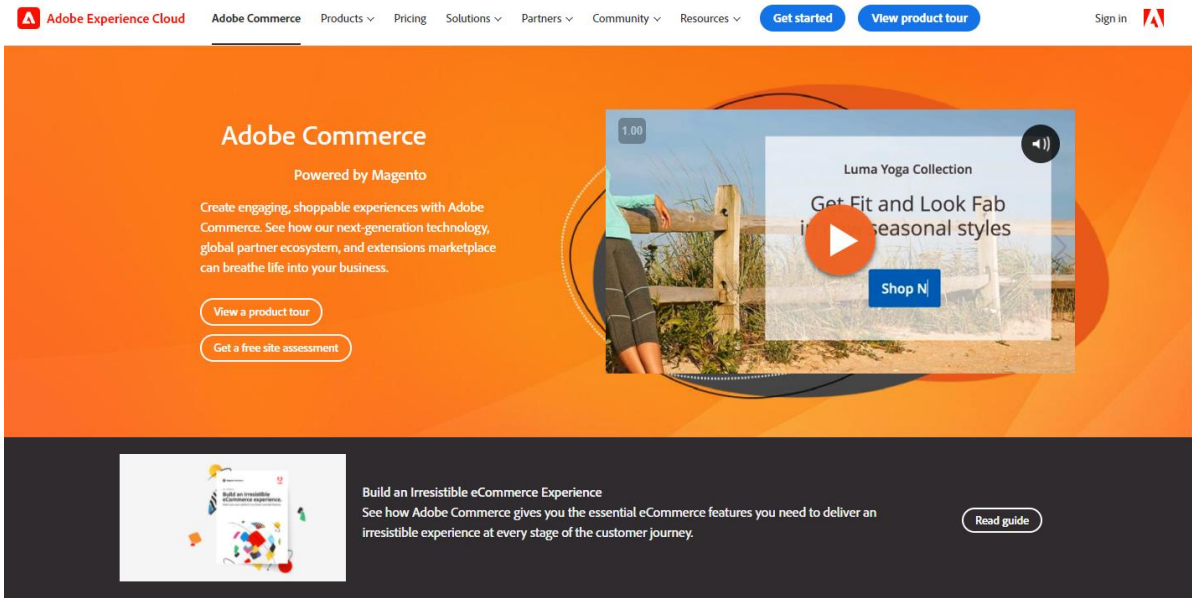 Adobe Experience Cloud
Adobe Commerce
Products
Pricing
Solutions
Partners
Community
Resources
Get started
View product tour
Sign in
Adobe Commerce
Powered by Magento
Create engaging, shoppable experiences with Adobe
Commerce. See how our next-generation technology,
global partner ecosystem, and extensions marketplace
can breathe life into your business.
View a product tour
Get a free site assessment
1.00
Luma Yoga Collection
Get Fit and Look Fab
seasonal styles
Shop N
Build an irresistible
eCommerce experience.
Build an Irresistible eCommerce Experience
See how Adobe Commerce gives you the essential eCommerce features you need to deliver an
irresistible experience at every stage of the customer journey.
Read guide